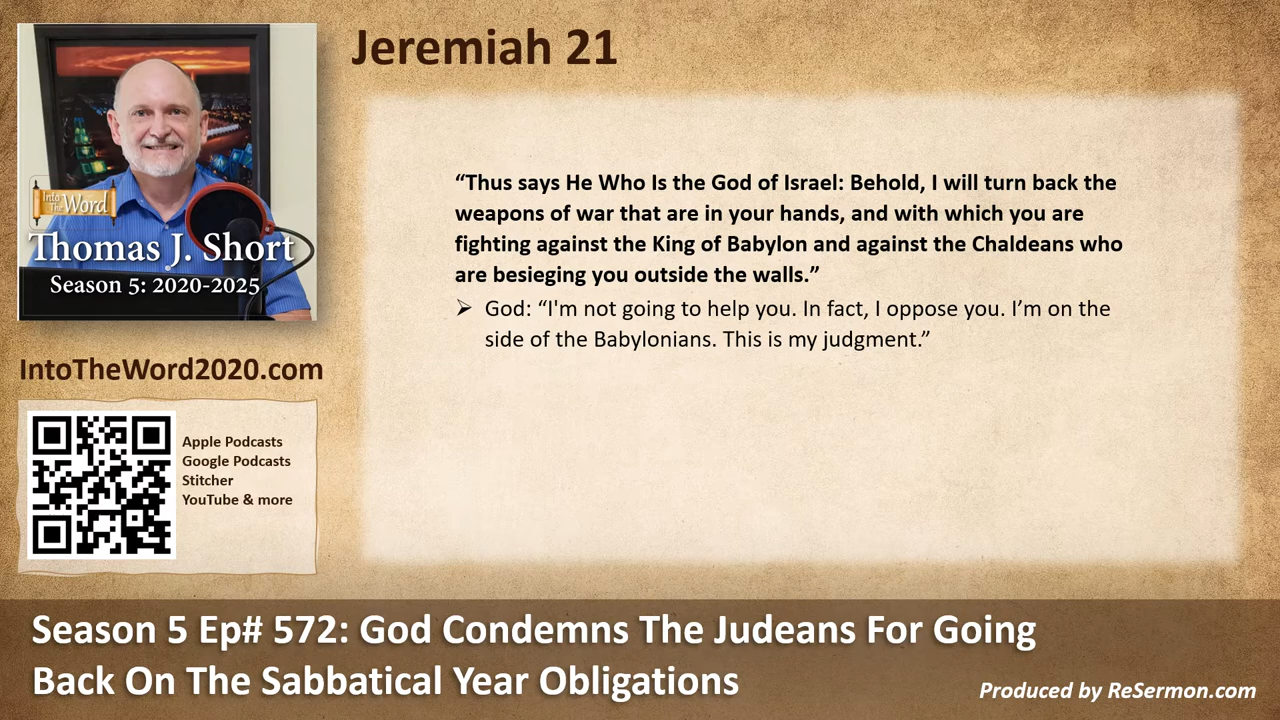 Jeremiah 21
“Thus says He Who Is the God of Israel: Behold, I will turn back the
weapons of war that are in your hands, and with which you are
fighting against the King of Babylon and against the Chaldeans who
are besieging you outside the walls.”
➢ God: “I'm not going to help you. In fact, I oppose you. I’m on the
side of the Babylonians. This is my judgment.”
Into
The Word
Thomas J. Short
Season 5: 2020-2025
IntoTheWord2020.com
Apple Podcasts
Google Podcasts
Stitcher
YouTube & more
Season 5 Ep# 572: God Condemns The Judeans For Going
Back On The Sabbatical Year Obligations
Produced by ReSermon.com